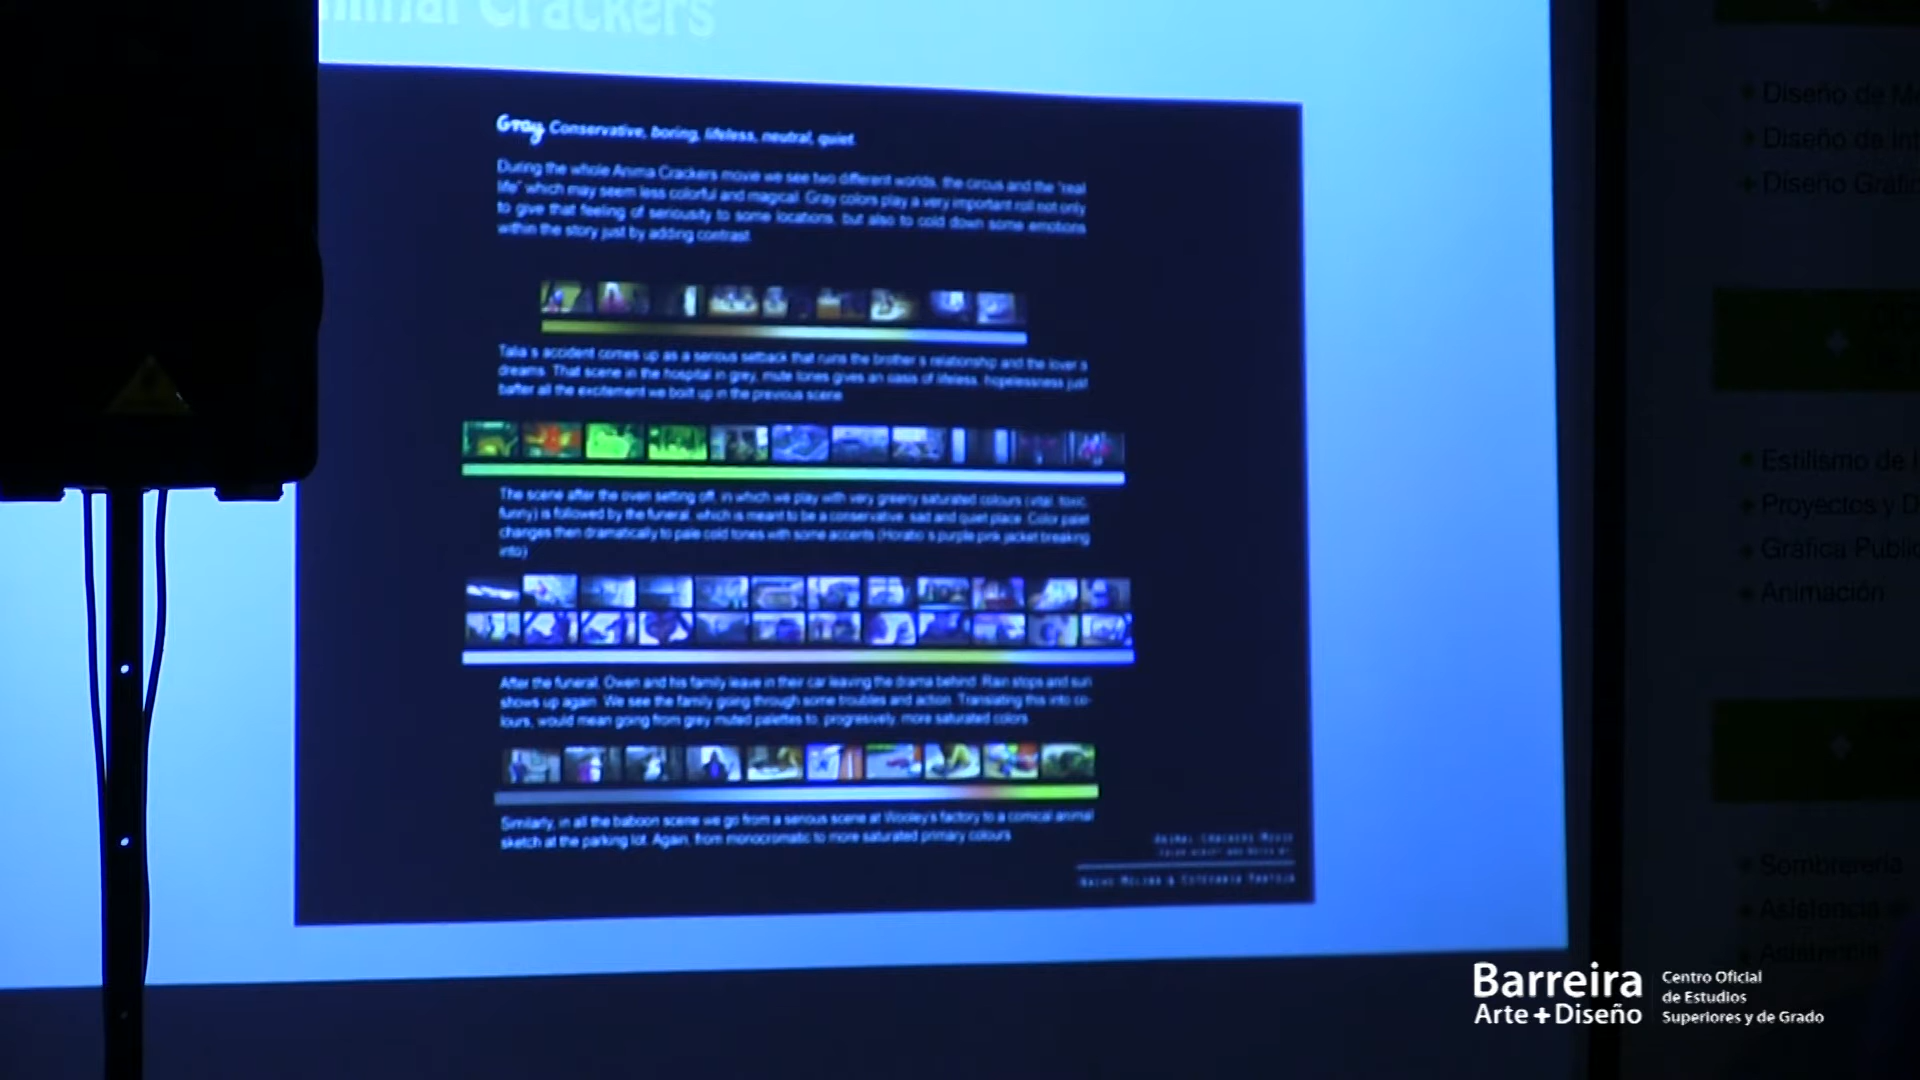 Crackers
Gray Conservative, boring, lifeless, neutral, quiet.
During the whole Anima Crackers movie we see two different worlds, the circus and the "real
life" which may seem less colorful and magical. Gray colors play a very important roll not only
to give that feeling of seriousity to some locations, but also to cold down some emotions
within the story just by adding contrast.
Talia s accident comes up as a serious setback that ruins the brother s relationship and the lover s
dreams. That scene in the hospital in grey, mute tones gives an oasis of lifeless, hopelessness just
after all the excitement we built up in the previous scene
The scene after the oven setting off, in which we play with very greeny saturated colours (vital, toxic,
funny) is followed by the funeral, which is meant to be a conservative, sad and quiet place. Color palet
changes then dramatically to pale cold tones with some accents (Horatio s purple pink jacket breaking
into)
After the funeral, Owen and his family leave in their car leaving the drama behind. Rain stops and sun
shows up again. We see the family going through some troubles and action. Translating this into co-
lours, would mean going from grey muted palettes to, progresively, more saturated colors
Similarly, in all the baboon scene we go from a serious scene at Wooley's factory to a comical animal
sketch at the parking lot. Again, from monocromatic to more saturated primary colours
Animal Crackers Movie
Nacho Molina & Estefania Pantoja
Diseño de
Diseño de Int
Diseño Gráfic
Estilismo de
Proyectos y D
Gráfica Public
Animación
Sombrerería
Asistencia
Asistencia
Barreira
Arte+Diseño
Centro Oficial
de Estudios
Superiores y de Grado